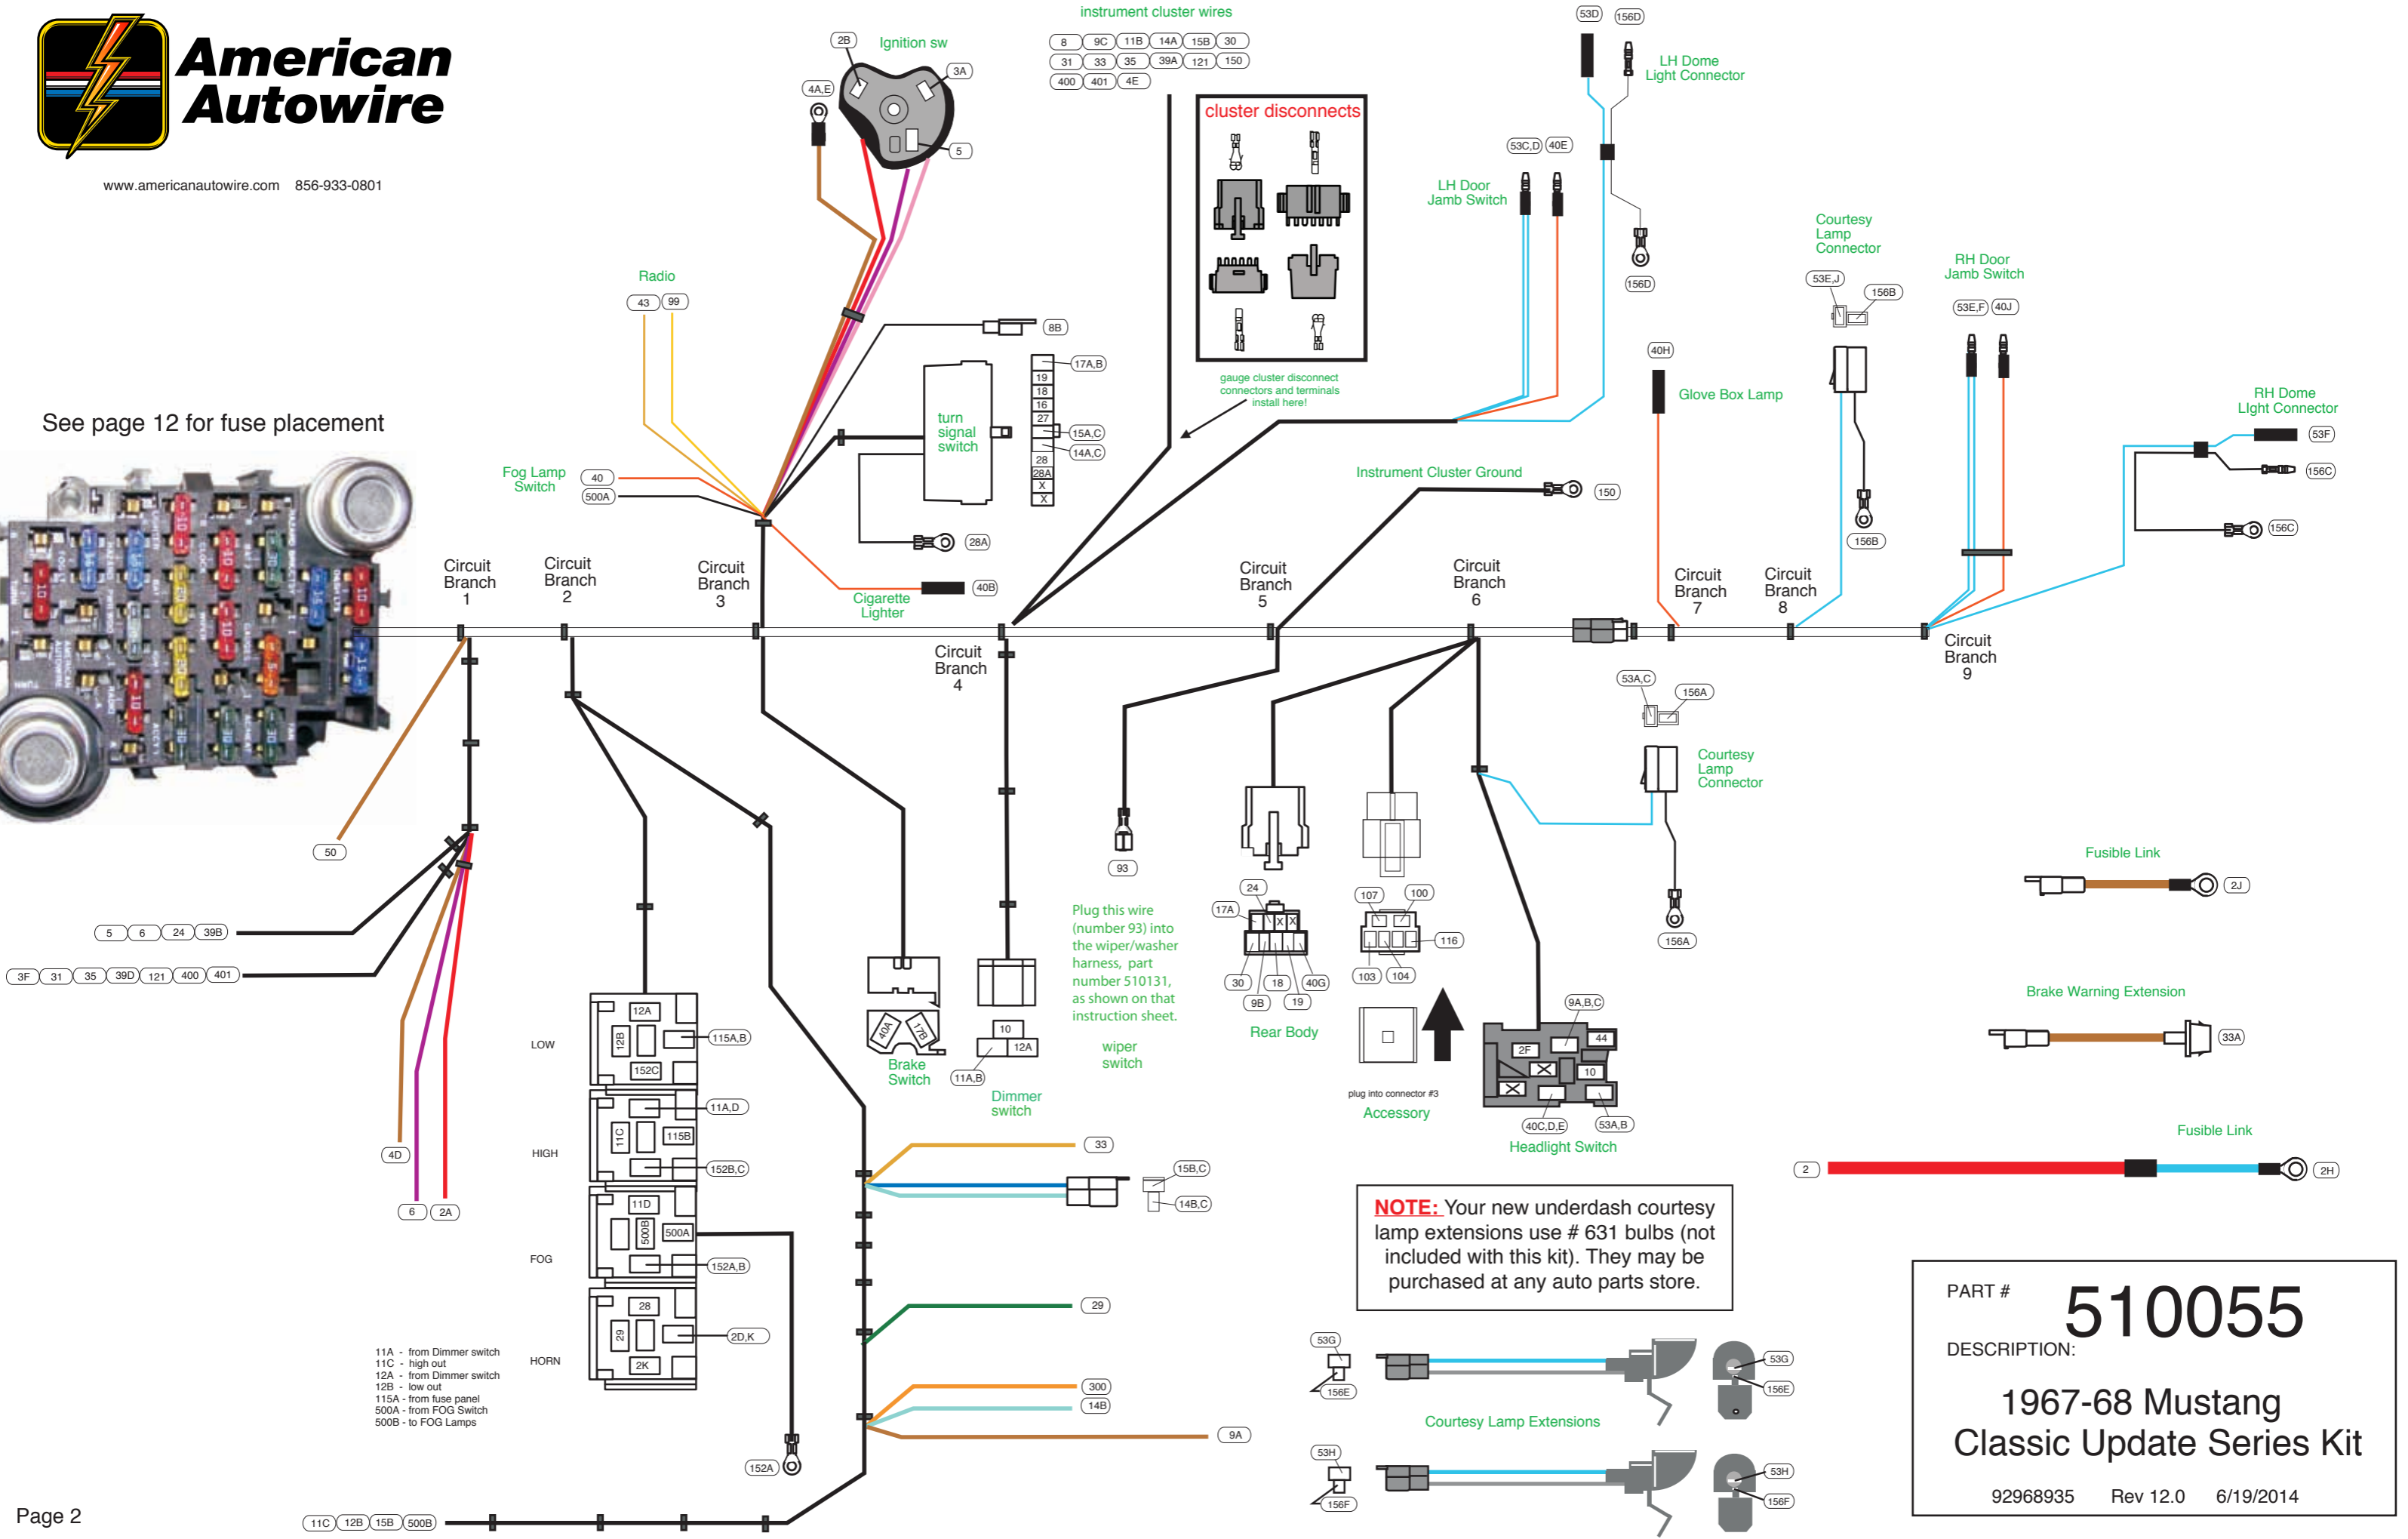 American
Autowire
www.americanautowire.com 856-933-0801
See page 12 for fuse placement
instrument cluster wires
8 9C 11B 14A 15B 30
31 33 35 39A 121 150
400 401 4E
2B
Ignition sw
3A
4A,E
5
Radio
43 99
8B
17A,B
19
18
16
27
15A,C
14A,C
28
28A
X
X
turn
signal
switch
Fog Lamp
Switch
40
500A
28A
Cigarette
Lighter
40B
cluster disconnects
gauge cluster disconnect
connectors and terminals
install here!
53D 156D
LH Dome
Light Connector
53C,D 40E
LH Door
Jamb Switch
156D
Courtesy
Lamp
Connector
53E,J
156B
156B
RH Door
Jamb Switch
53E,F 40J
40H
Glove Box Lamp
RH Dome
LIght Connector
53F
156C
156C
Instrument Cluster Ground
150
Circuit
Branch
1
Circuit
Branch
2
Circuit
Branch
3
Circuit
Branch
4
Circuit
Branch
5
Circuit
Branch
6
Circuit
Branch
7
Circuit
Branch
8
Circuit
Branch
9
50
5 6 24 39B
3F 31 35 39D 121 400 401
4D
6 2A
LOW
12A
12B
115A,B
152C
HIGH
11A,D
11C
115B
152B,C
FOG
11D
500B
500A
152A,B
HORN
28
29
2D,K
2K
11A - from Dimmer switch
11C - high out
12A - from Dimmer switch
12B - low out
115A - from fuse panel
500A - from FOG Switch
500B - to FOG Lamps
152A
11C 12B 15B 500B
40A
17B
Brake
Switch
10
12A
11A,B
Dimmer
switch
93
Plug this wire
(number 93) into
the wiper/washer
harness, part
number 510131,
as shown on that
instruction sheet.
wiper
switch
33
15B,C
14B,C
29
300
14B
9A
24
17A
X X
30
18
40G
9B
19
Rear Body
107
100
116
103
104
plug into connector #3
Accessory
9A,B,C
44
2F
X
10
X
40C,D,E
53A,B
Headlight Switch
53A,C
156A
Courtesy
Lamp
Connector
156A
Fusible Link
2J
Brake Warning Extension
33A
Fusible Link
2
2H
NOTE: Your new underdash courtesy
lamp extensions use # 631 bulbs (not
included with this kit). They may be
purchased at any auto parts store.
53G
156E
53G
156E
Courtesy Lamp Extensions
53H
156F
53H
156F
PART # 510055
DESCRIPTION:
1967-68 Mustang
Classic Update Series Kit
92968935 Rev 12.0 6/19/2014
Page 2